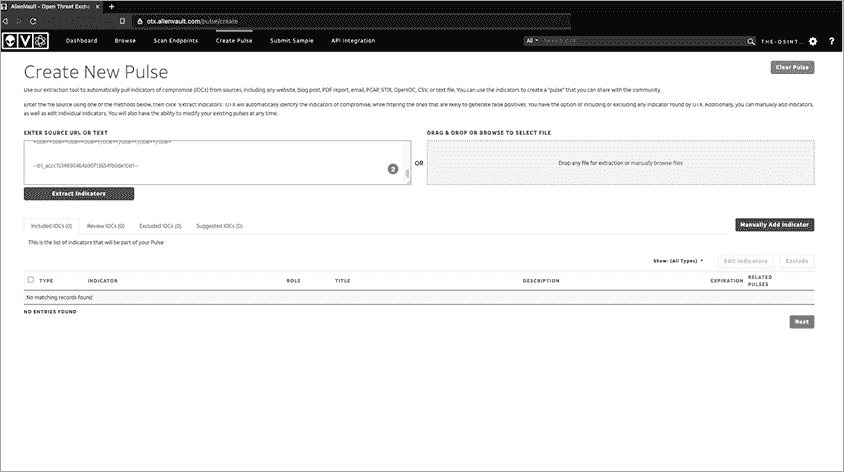 AlienVault - Open Threat Excha
otx.alienvault.com/pulse/create
Dashboard Browse Scan Endpoints Create Pulse Submit Sample API Integration All THE-OSINT... ?
Create New Pulse
Clear Pulse
Use our extraction tool to automatically pull indicators of compromise (IOCs) from sources, including any website, blog post, PDF report, email, PCAP, STIX, OpenIOC, CSV, or text file. You can use the indicators to create a "pulse" that you can share with the community.
Enter the file source using one of the methods below, then click "Extract Indicators". OTX will automatically identify the indicators of compromise, while filtering the ones that are likely to generate false positives. You have the option of including or excluding any indicator found by OTX. Additionally, you can manually add indicators,
as well as edit individual indicators. You will also have the ability to modify your existing pulses at any time.
ENTER SOURCE URL OR TEXT
DRAG & DROP OR BROWSE TO SELECT FILE
2
OR
Drop any file for extraction or manually browse files
Extract Indicators
Included IOCs (0) Review IOCs (0) Excluded IOCs (0) Suggested IOCs (0)
Manually Add Indicator
This is the list of indicators that will be part of your Pulse
Show: (All Types) Edit Indicators Exclude
TYPE INDICATOR ROLE TITLE DESCRIPTION EXPIRATION RELATED PULSES
No matching records found
NO ENTRIES FOUND
Next